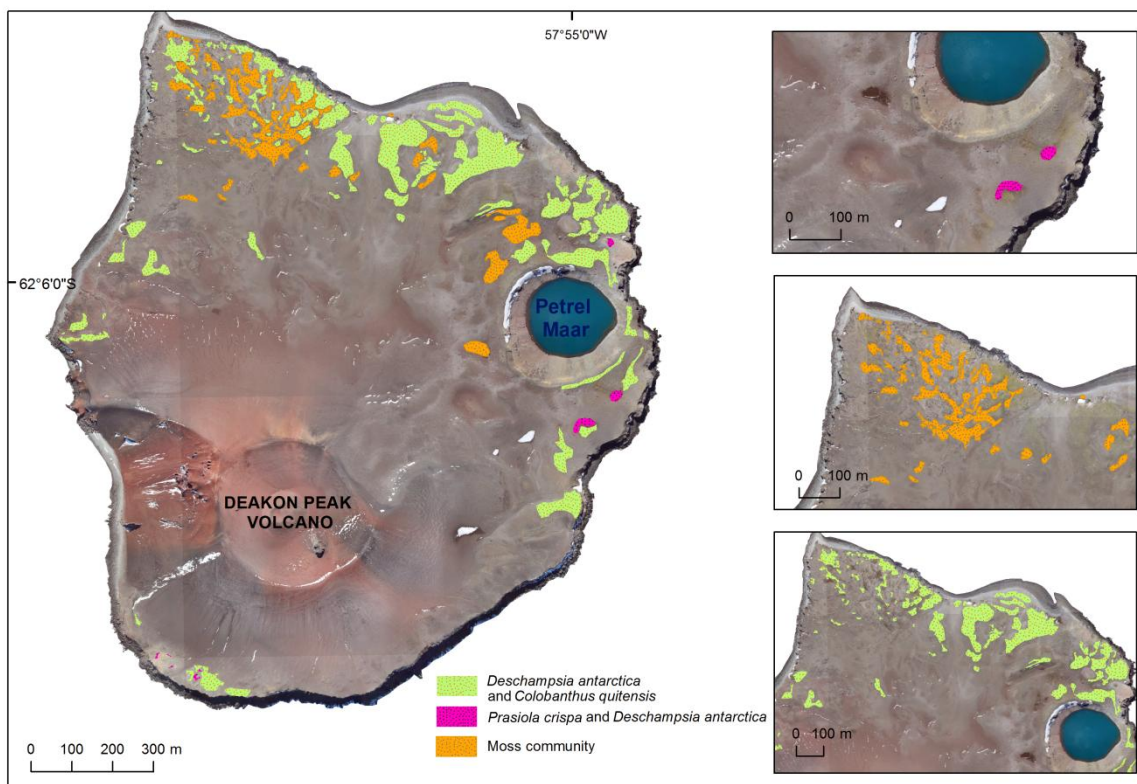 57°55'0"W
62°6'0"S
Petrel
Maar
DEAKON PEAK
VOLCANO
Deschampsia antarctica
and Colobanthus quitensis
Prasiola crispa and Deschampsia antarctica
Moss community
0 100 200 300 m
0 100 m
0 100 m
0 100 m